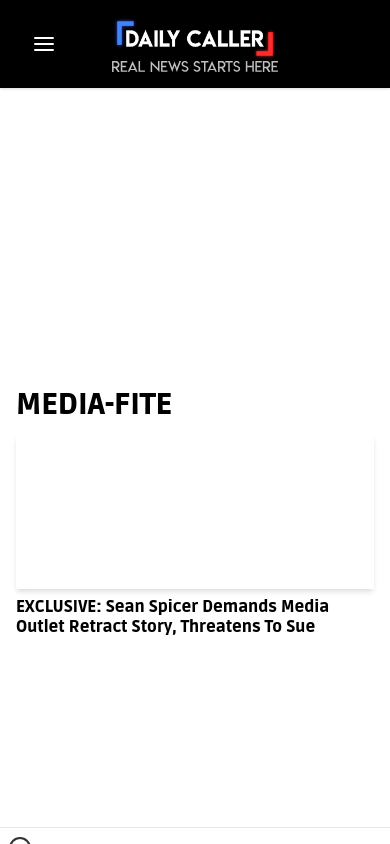 DAILY CALLER
REAL NEWS STARTS HERE
MEDIA-FITE
EXCLUSIVE: Sean Spicer Demands Media
Outlet Retract Story, Threatens To Sue